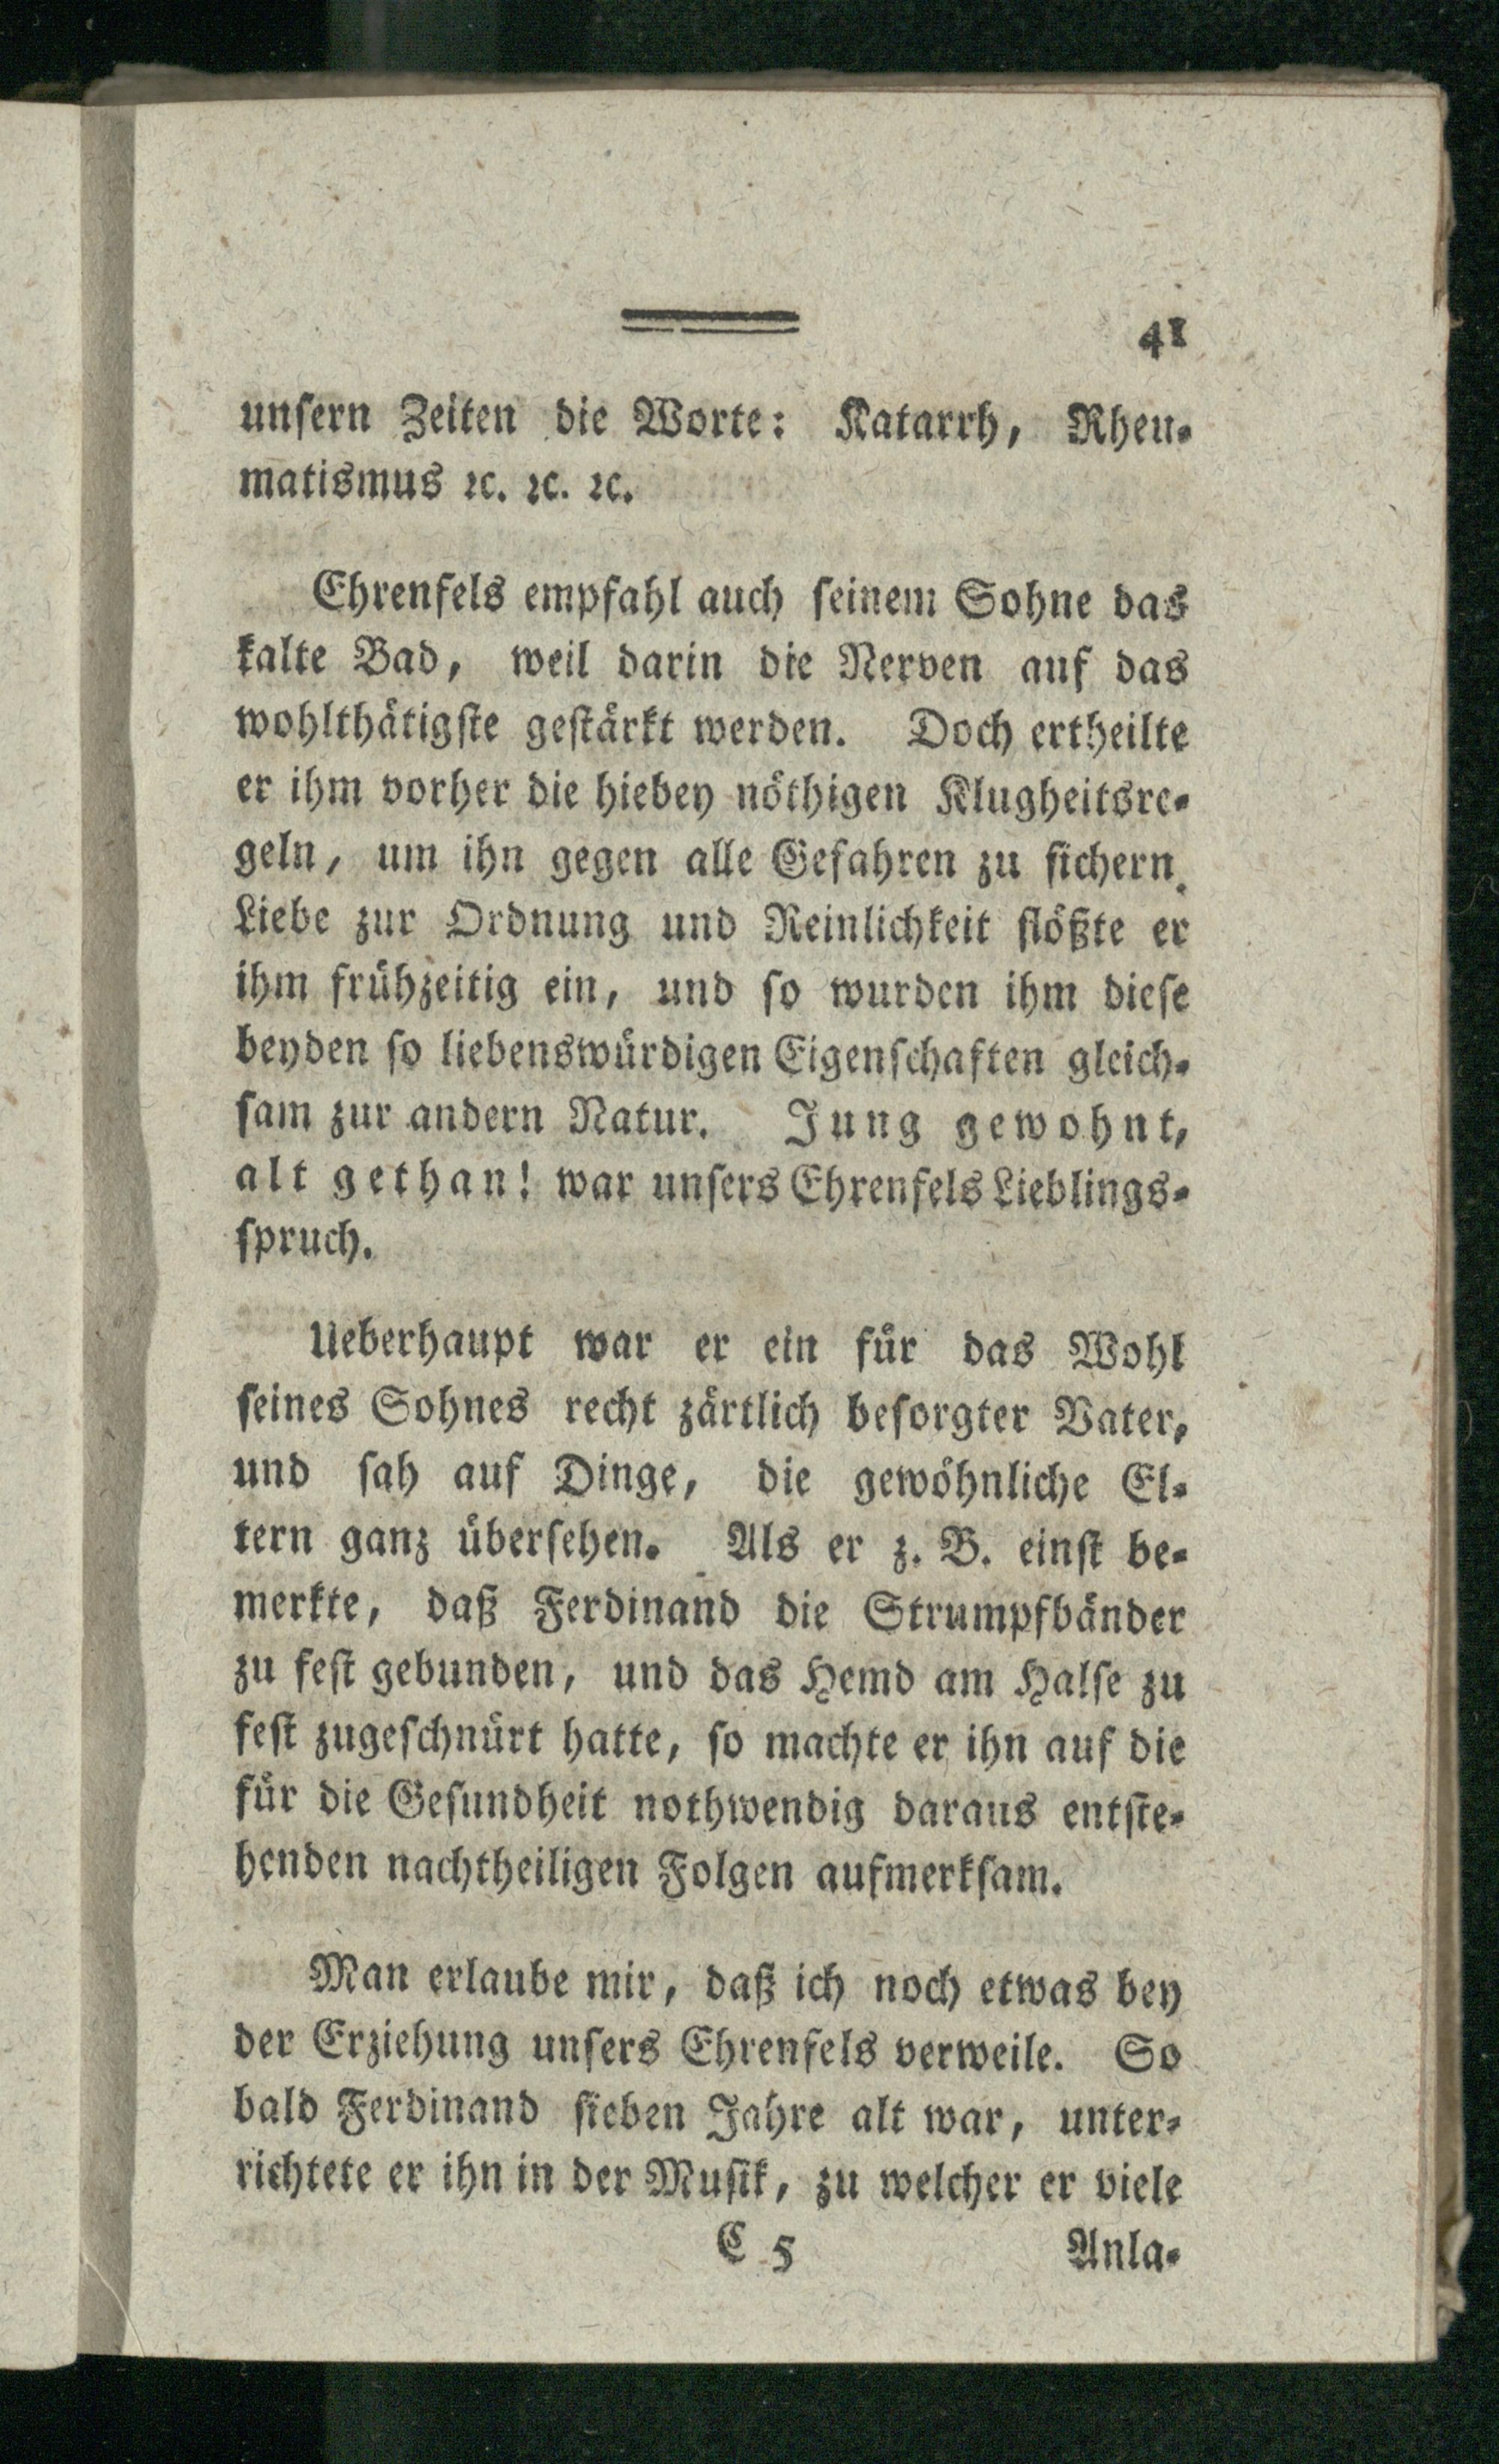 41
unſern Zeiten die Worte: Katarrh, Rheu-
matismus ꝛc. ꝛc. ꝛc.
Ehrenfels empfahl auch ſeinem Sohne das
kalte Bad, weil darin die Nerven auf das
wohlthätigſte geſtärkt werden. Doch ertheilte
er ihm vorher die hiebey nöthigen Klugheitsre-
geln, um ihn gegen alle Gefahren zu ſichern.
Liebe zur Ordnung und Reinlichkeit flößte er
ihm frühzeitig ein, und ſo wurden ihm dieſe
beyden ſo liebenswürdigen Eigenſchaften gleich-
ſam zur andern Natur. Jung gewohnt,
alt gethan! war unſers Ehrenfels Lieblings-
ſpruch.
Ueberhaupt war er ein für das Wohl
ſeines Sohnes recht zärtlich beſorgter Vater,
und ſah auf Dinge, die gewöhnliche El-
tern ganz überſehen. Als er z. B. einſt be-
merkte, daß Ferdinand die Strumpfbänder
zu feſt gebunden, und das Hemd am Halſe zu
feſt zugeſchnürt hatte, ſo machte er ihn auf die
für die Geſundheit nothwendig daraus entſte-
henden nachtheiligen Folgen aufmerkſam.
Man erlaube mir, daß ich noch etwas bey
der Erziehung unſers Ehrenfels verweile. So
bald Ferdinand ſieben Jahre alt war, unter-
richtete er ihn in der Muſik, zu welcher er viele
C 5 Anla-